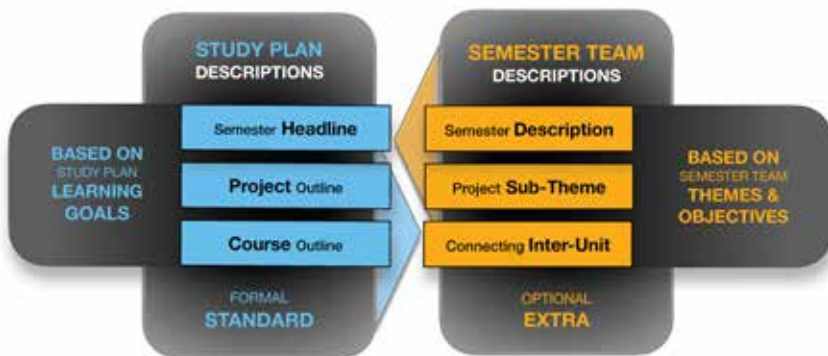 STUDY PLAN
DESCRIPTIONS
SEMESTER TEAM
DESCRIPTIONS
BASED ON
STUDY PLAN
LEARNING
GOALS
Semester Headline
Project Outline
Course Outline
Semester Description
Project Sub-Theme
Connecting Inter-Unit
BASED ON
SEMESTER TEAM
THEMES &
OBJECTIVES
FORMAL
STANDARD
OPTIONAL
EXTRA